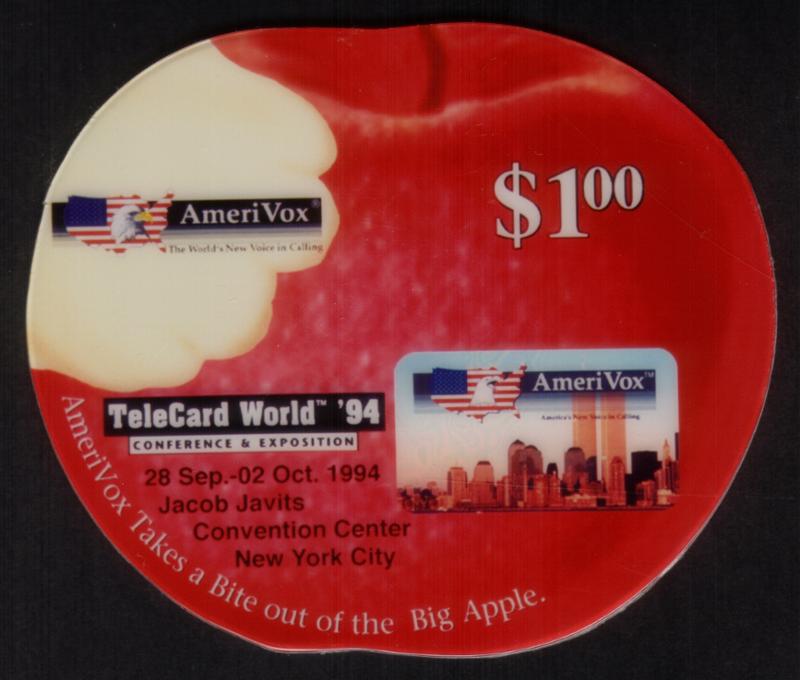 $1.00
AmeriVox®
The World's New Voice in Calling
AmeriVox™
America's New Voice in Calling
TeleCard World™ '94
CONFERENCE & EXPOSITION
28 Sep.-02 Oct. 1994
Jacob Javits
Convention Center
New York City
AmeriVox Takes a Bite out of the Big Apple.